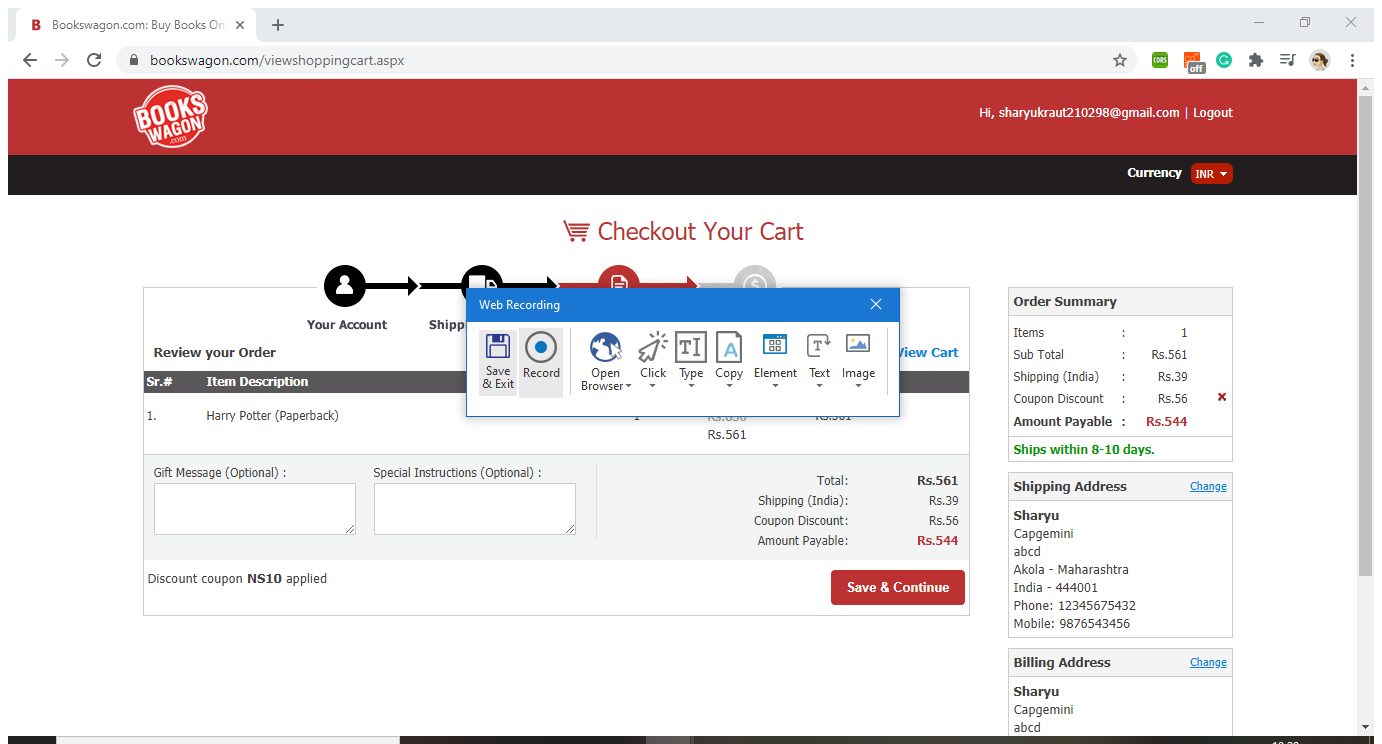 B Bookswagon.com: Buy Books On
bookswagon.com/viewshoppingcart.aspx
CORS
off
BOOKS
WAGON
.com
Hi, sharyukraut210298@gmail.com | Logout
Currency INR
Checkout Your Cart
Your Account
Web Recording
Save & Exit
Record
Open Browser
Click
Type
Copy
Element
Text
Image
Review your Order
View Cart
Sr.# Item Description
1. Harry Potter (Paperback)
Rs.561
Gift Message (Optional) :
Special Instructions (Optional) :
Total: Rs.561
Shipping (India): Rs.39
Coupon Discount: Rs.56
Amount Payable: Rs.544
Discount coupon NS10 applied
Save & Continue
Order Summary
Items : 1
Sub Total : Rs.561
Shipping (India) : Rs.39
Coupon Discount : Rs.56
Amount Payable : Rs.544
Ships within 8-10 days.
Shipping Address Change
Sharyu
Capgemini
abcd
Akola - Maharashtra
India - 444001
Phone: 12345675432
Mobile: 9876543456
Billing Address Change
Sharyu
Capgemini
abcd